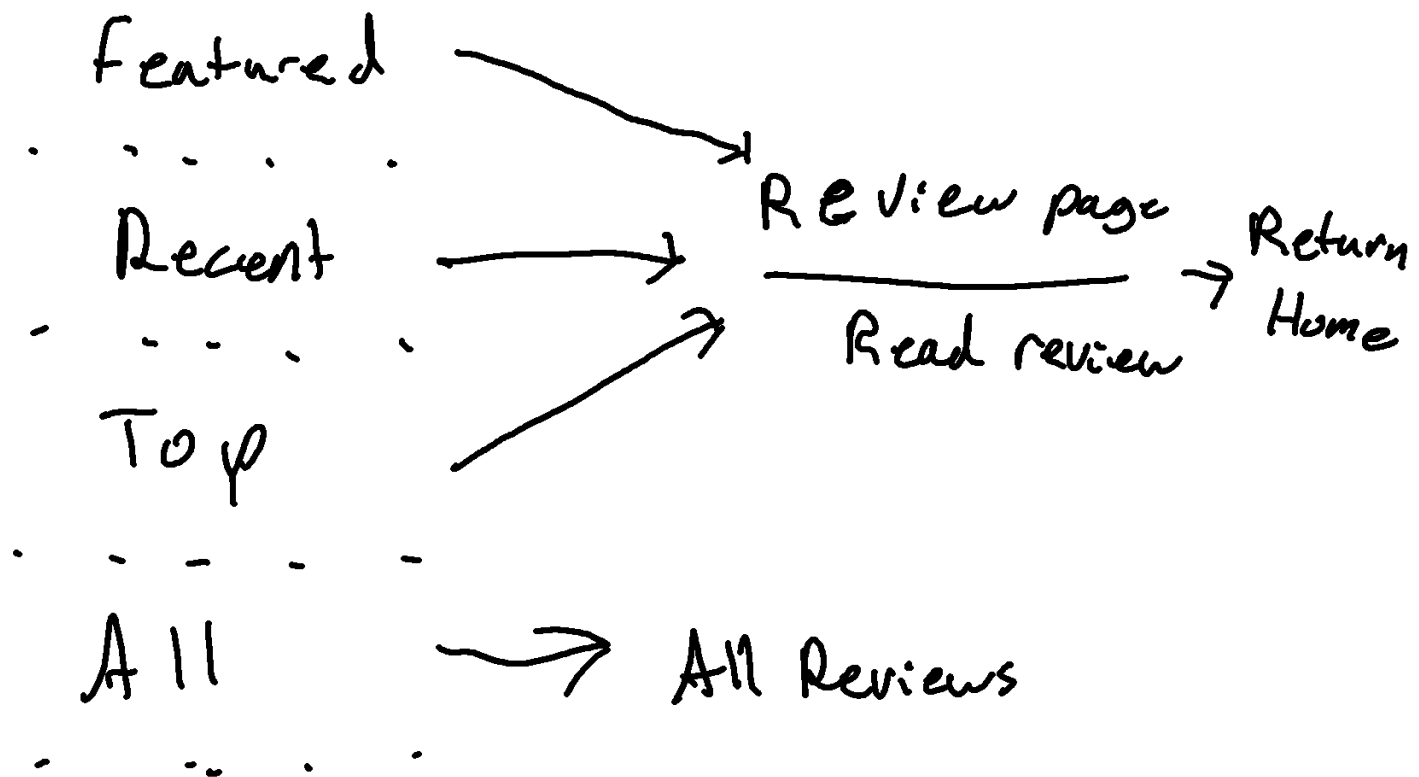 Featured
Recent
Top
All
Review page
Read review
Return
Home
All Reviews